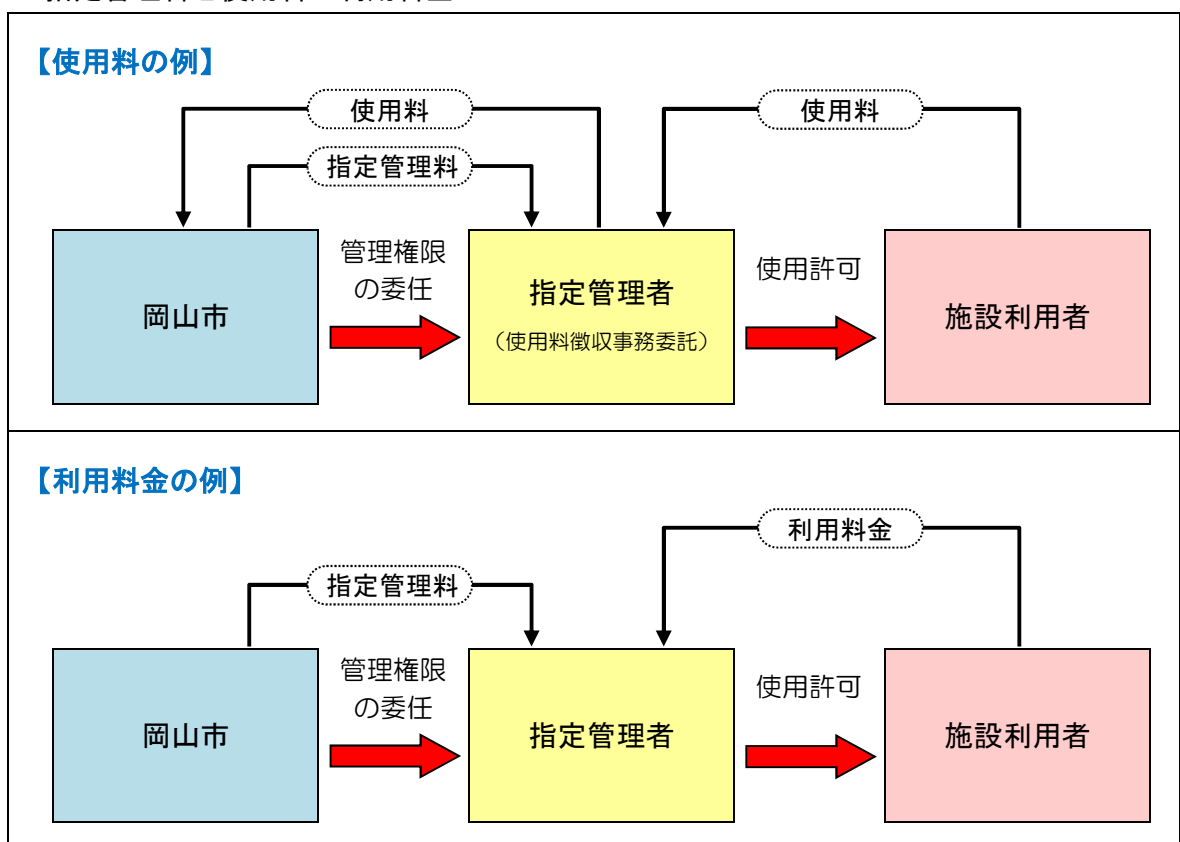 【使用料の例】
使用料
使用料
指定管理料
管理権限
の委任
使用許可
岡山市
指定管理者
（使用料徴収事務委託）
施設利用者
【利用料金の例】
利用料金
指定管理料
管理権限
の委任
使用許可
岡山市
指定管理者
施設利用者